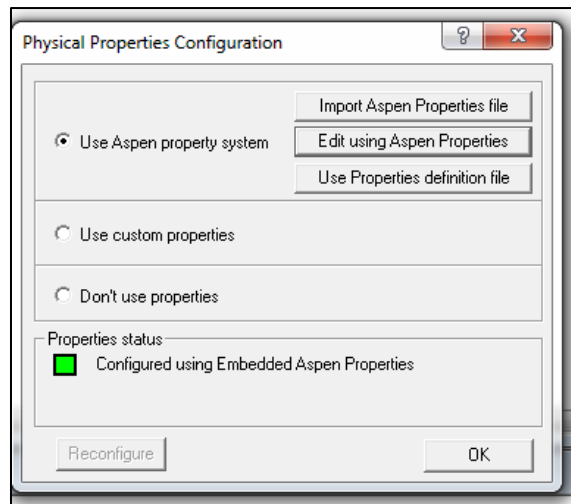 Physical Properties Configuration
?
Import Aspen Properties file
Use Aspen property system
Edit using Aspen Properties
Use Properties definition file
Use custom properties
Don't use properties
Properties status
Configured using Embedded Aspen Properties
Reconfigure
OK